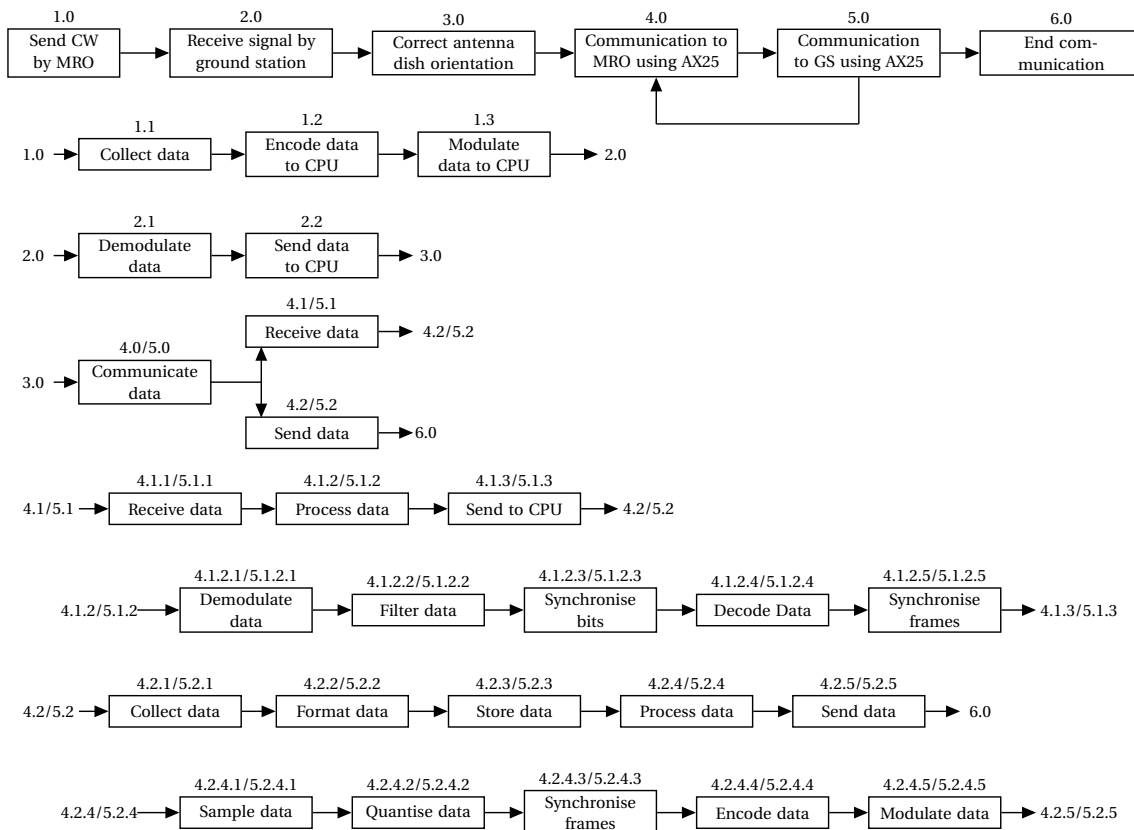 1.0 2.0 3.0 4.0 5.0 6.0
Send CW
by MRO
Receive signal by
ground station
Correct antenna
dish orientation
Communication to
MRO using AX25
Communication
to GS using AX25
End com-
munication
1.1 1.2 1.3
1.0
Collect data
Encode data
to CPU
Modulate
data to CPU
2.0
2.1 2.2
2.0
Demodulate
data
Send data
to CPU
3.0
4.1/5.1
Receive data
4.2/5.2
4.0/5.0
3.0
Communicate
data
4.2/5.2
Send data
6.0
4.1.1/5.1.1 4.1.2/5.1.2 4.1.3/5.1.3
4.1/5.1
Receive data
Process data
Send to CPU
4.2/5.2
4.1.2.1/5.1.2.1 4.1.2.2/5.1.2.2 4.1.2.3/5.1.2.3 4.1.2.4/5.1.2.4 4.1.2.5/5.1.2.5
4.1.2/5.1.2
Demodulate
data
Filter data
Synchronise
bits
Decode Data
Synchronise
frames
4.1.3/5.1.3
4.2.1/5.2.1 4.2.2/5.2.2 4.2.3/5.2.3 4.2.4/5.2.4 4.2.5/5.2.5
4.2/5.2
Collect data
Format data
Store data
Process data
Send data
6.0
4.2.4.1/5.2.4.1 4.2.4.2/5.2.4.2 4.2.4.3/5.2.4.3 4.2.4.4/5.2.4.4 4.2.4.5/5.2.4.5
4.2.4/5.2.4
Sample data
Quantise data
Synchronise
frames
Encode data
Modulate data
4.2.5/5.2.5